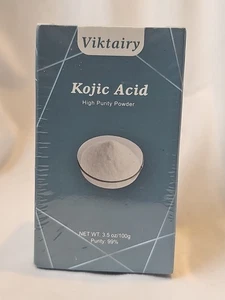 Viktairy
Kojic Acid
High Purity Powder
NET WT. 3.5 oz/100g
Purity: 99%